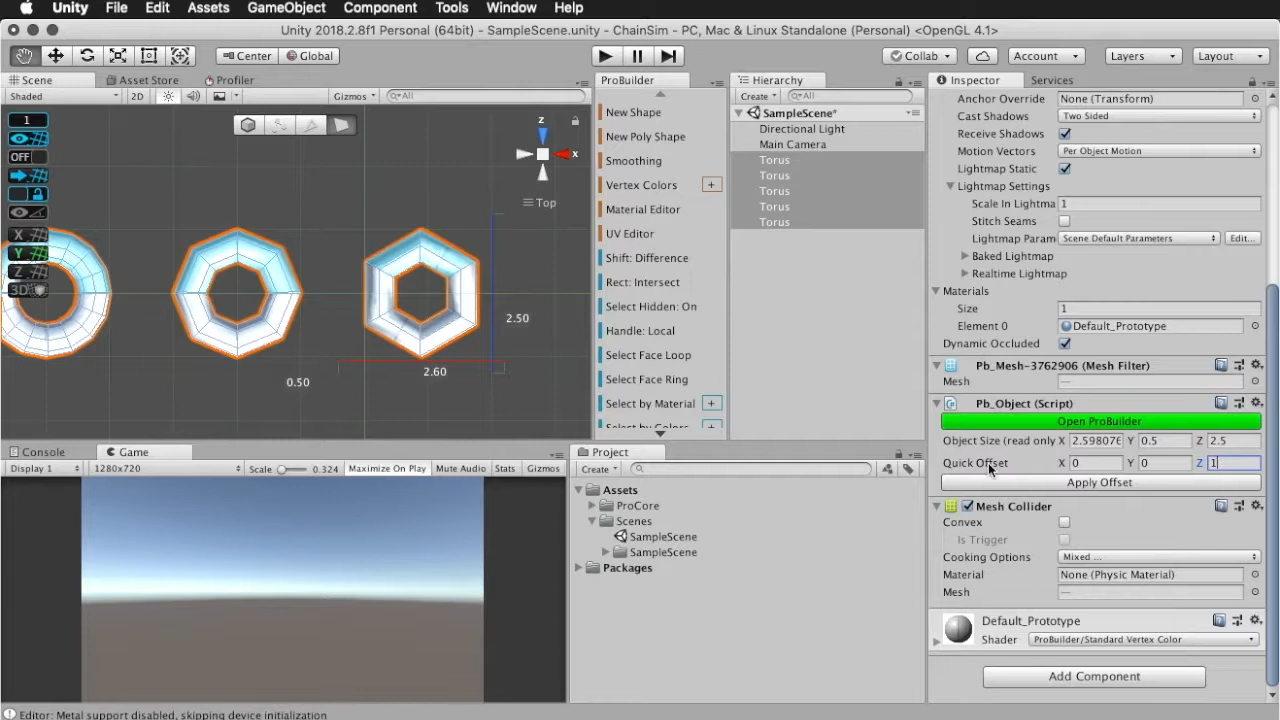 Unity File Edit Assets GameObject Component Tools Window Help
Unity 2018.2.8f1 Personal (64bit) - SampleScene.unity - ChainSim - PC, Mac & Linux Standalone (Personal) <OpenGL 4.1>
Center Global Collab Account Layers Layout
Scene Asset Store Profiler
Shaded 2D Gizmos All
1
OFF
X
Y
Z
3D
z
x
Top
2.50
0.50
2.60
ProBuilder
New Shape
New Poly Shape
Smoothing
Vertex Colors +
Material Editor
UV Editor
Shift: Difference
Rect: Intersect
Select Hidden: On
Handle: Local
Select Face Loop
Select Face Ring
Select by Material +
Select by Colors +
Hierarchy
Create All
SampleScene*
Directional Light
Main Camera
Torus
Torus
Torus
Torus
Torus
Console Game
Display 1 1280x720 Scale 0.324 Maximize On Play Mute Audio Stats Gizmos
Project
Create
Assets
ProCore
Scenes
SampleScene
SampleScene
Packages
Inspector Services
Anchor Override None (Transform)
Cast Shadows Two Sided
Receive Shadows
Motion Vectors Per Object Motion
Lightmap Static
Lightmap Settings
Scale In Lightma 1
Stitch Seams
Lightmap Param Scene Default Parameters Edit...
Baked Lightmap
Realtime Lightmap
Materials
Size 1
Element 0 Default_Prototype
Dynamic Occluded
Pb_Mesh-3762906 (Mesh Filter)
Mesh —
Pb_Object (Script)
Open ProBuilder
Object Size (read only X 2.598076 Y 0.5 Z 2.5
Quick Offset X 0 Y 0 Z 1
Apply Offset
Mesh Collider
Convex
Is Trigger
Cooking Options Mixed ...
Material None (Physic Material)
Mesh —
Default_Prototype
Shader ProBuilder/Standard Vertex Color
Add Component
[Editor: Metal support disabled, skipping device initialization